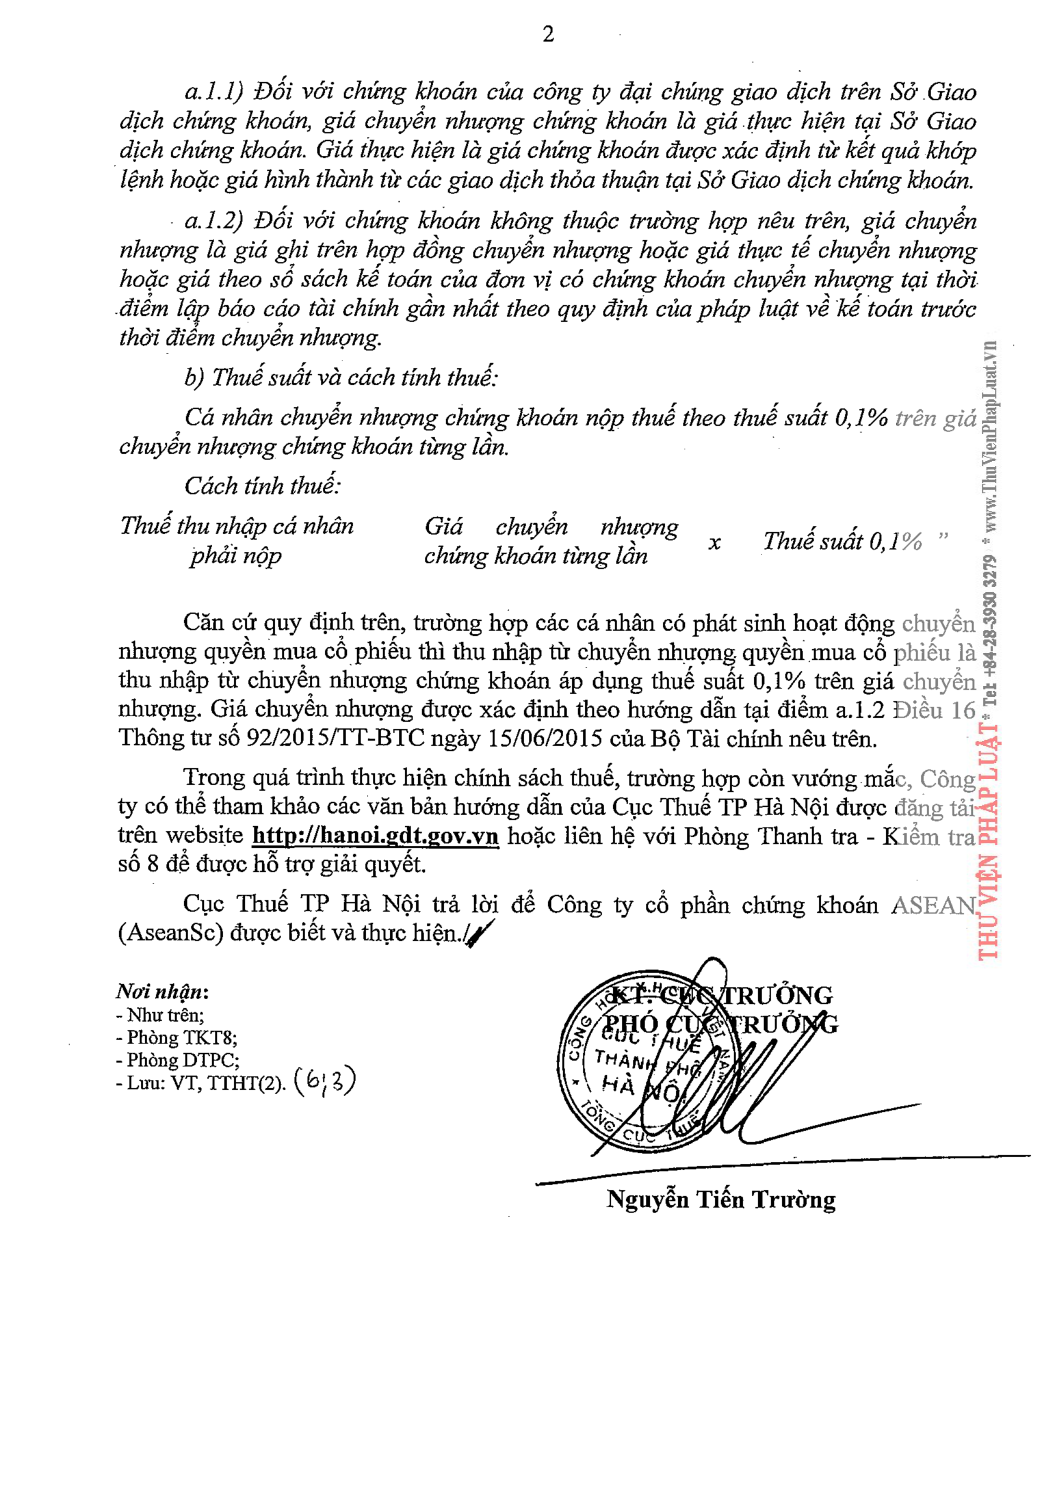 2
a.1.1) Đối với chứng khoán của công ty đại chúng giao dịch trên Sở Giao
dịch chứng khoán, giá chuyển nhượng chứng khoán là giá thực hiện tại Sở Giao
dịch chứng khoán. Giá thực hiện là giá chứng khoán được xác định từ kết quả khớp
lệnh hoặc giá hình thành từ các giao dịch thỏa thuận tại Sở Giao dịch chứng khoán.
a.1.2) Đối với chứng khoán không thuộc trường hợp nêu trên, giá chuyển
nhượng là giá ghi trên hợp đồng chuyển nhượng hoặc giá thực tế chuyển nhượng
hoặc giá theo sổ sách kế toán của đơn vị có chứng khoán chuyển nhượng tại thời
điểm lập báo cáo tài chính gần nhất theo quy định của pháp luật về kế toán trước
thời điểm chuyển nhượng.
b) Thuế suất và cách tính thuế:
Cá nhân chuyển nhượng chứng khoán nộp thuế theo thuế suất 0,1% trên giá
chuyển nhượng chứng khoán từng lần.
Cách tính thuế:
Thuế thu nhập cá nhân Giá chuyển nhượng
phải nộp chứng khoán từng lần x Thuế suất 0,1% ”
Căn cứ quy định trên, trường hợp các cá nhân có phát sinh hoạt động chuyển
nhượng quyền mua cổ phiếu thì thu nhập từ chuyển nhượng quyền mua cổ phiếu là
thu nhập từ chuyển nhượng chứng khoán áp dụng thuế suất 0,1% trên giá chuyển
nhượng. Giá chuyển nhượng được xác định theo hướng dẫn tại điểm a.1.2 Điều 16
Thông tư số 92/2015/TT-BTC ngày 15/06/2015 của Bộ Tài chính nêu trên.
Trong quá trình thực hiện chính sách thuế, trường hợp còn vướng mắc, Công
ty có thể tham khảo các văn bản hướng dẫn của Cục Thuế TP Hà Nội được đăng tải
trên website http://hanoi.gdt.gov.vn hoặc liên hệ với Phòng Thanh tra - Kiểm tra
số 8 để được hỗ trợ giải quyết.
Cục Thuế TP Hà Nội trả lời để Công ty cổ phần chứng khoán ASEAN
(AseanSc) được biết và thực hiện./.
Nơi nhận:
- Như trên;
- Phòng TKT8;
- Phòng DTPC;
- Lưu: VT, TTHT(2). (6;3)
KT. CỤC TRƯỞNG
PHÓ CỤC TRƯỞNG
CỘNG HÒA X.H.C.N VIỆT NAM
CỤC THUẾ
THÀNH PHỐ
HÀ NỘI
TỔNG CỤC THUẾ
Nguyễn Tiến Trường
THƯ VIỆN PHÁP LUẬT * Tel: +84-28-3930 3279 * www.ThuVienPhapLuat.vn